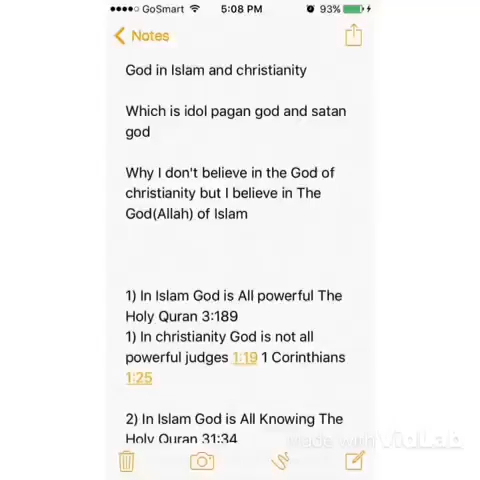 GoSmart 5:08 PM 93%
Notes
God in Islam and christianity
Which is idol pagan god and satan
god
Why I don't believe in the God of
christianity but I believe in The
God(Allah) of Islam
1) In Islam God is All powerful The
Holy Quran 3:189
1) In christianity God is not all
powerful judges 1:19 1 Corinthians
1:25
2) In Islam God is All Knowing The
Holy Quran 31:34
Made with VidLab